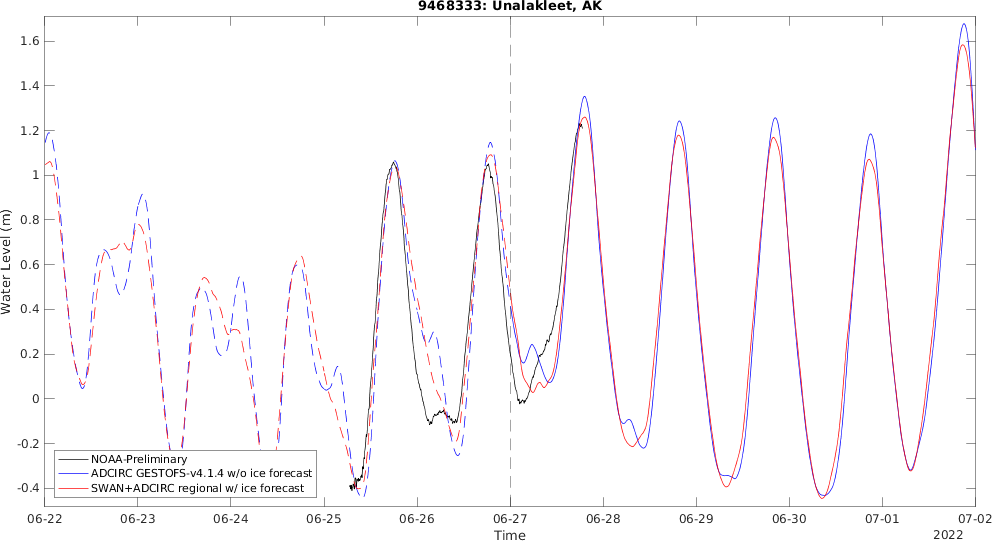 9468333: Unalakleet, AK
Water Level (m)
1.6
1.4
1.2
1
0.8
0.6
0.4
0.2
0
-0.2
-0.4
NOAA-Preliminary
ADCIRC GESTOFS-v4.1.4 w/o ice forecast
SWAN+ADCIRC regional w/ ice forecast
06-22 06-23 06-24 06-25 06-26 06-27 06-28 06-29 06-30 07-01 07-02
Time
2022